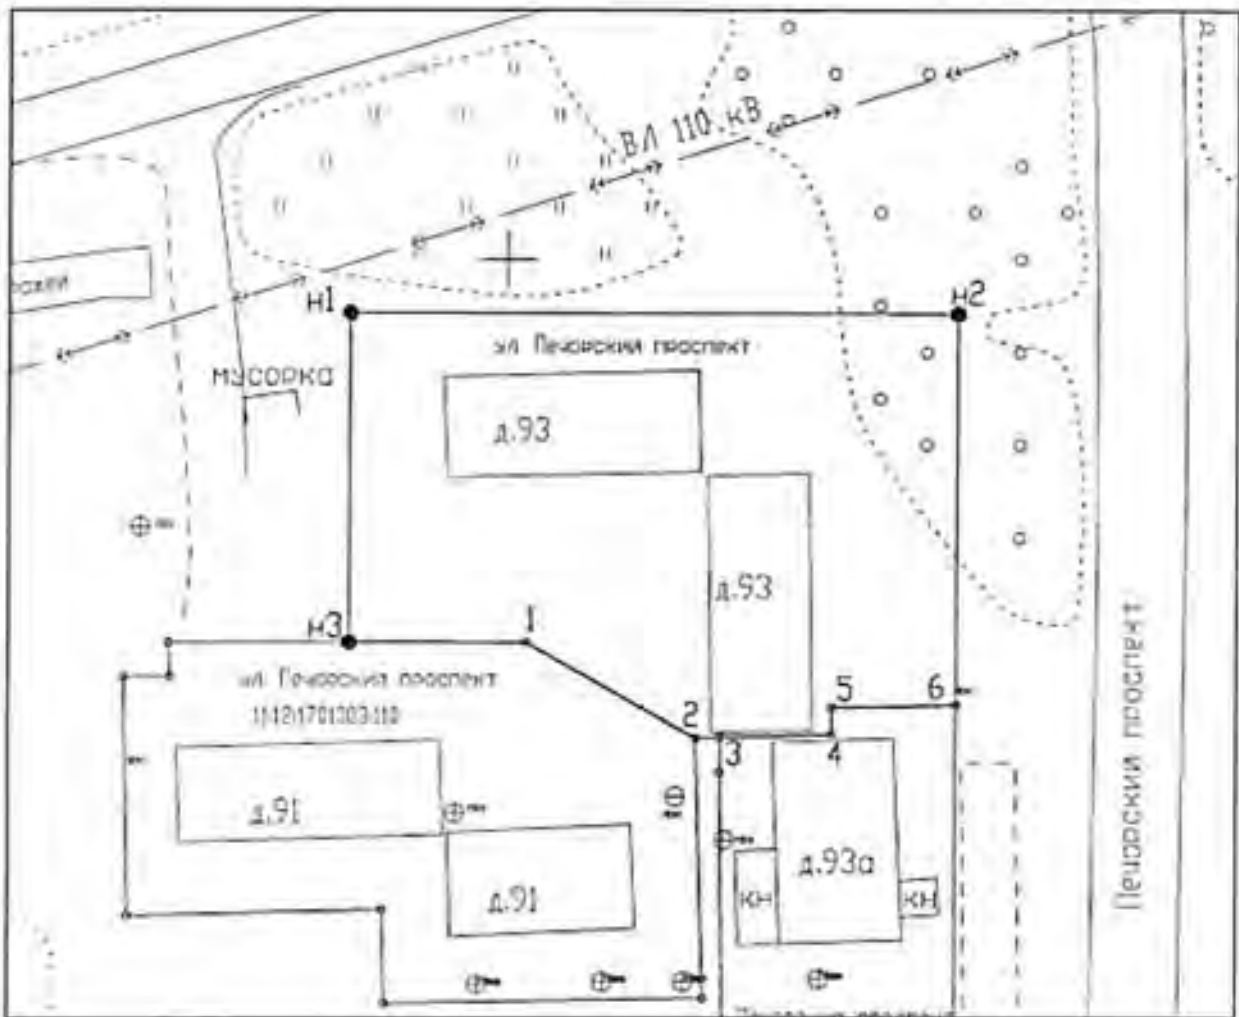 ВЛ 110 кВ
н1
н2
ул Печорский проспект
МУСОРКА
д.93
д.93
н3
1
ул Печорский проспект
2
3
4
5
6
д.91
д.91
д.93а
КН
КН
Печорский проспект